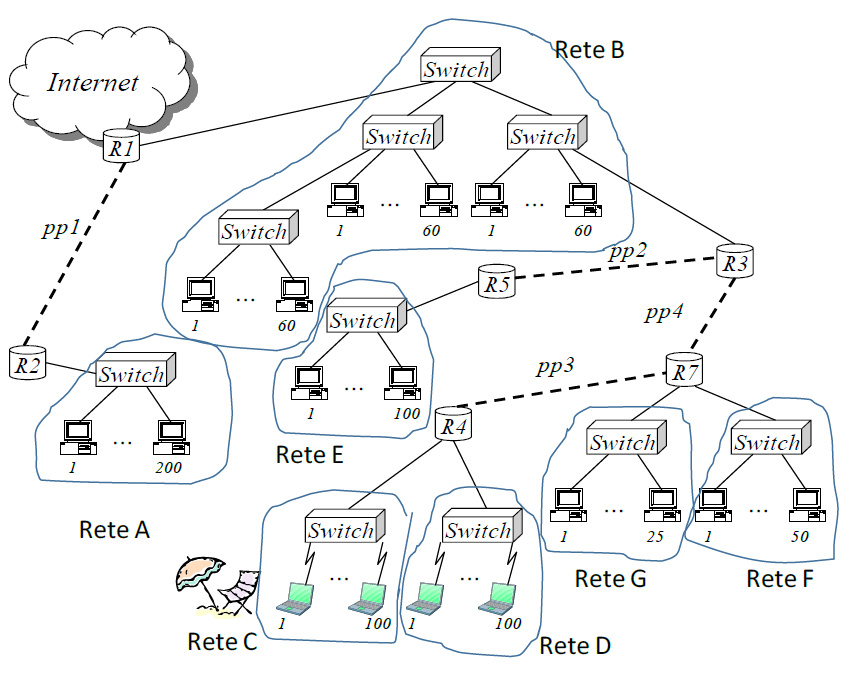 Rete B
Switch
Internet
R1
Switch
Switch
pp1
1 ... 60 1 ... 60
Switch
pp2
R3
R5
1 ... 60
Switch
pp4
R2
Switch
pp3
R7
1 ... 100
R4
Switch
Switch
1 ... 200
Rete E
Rete A
Switch
Switch
1 ... 25
1 ... 50
Rete G
Rete F
1 ... 100
1 ... 100
Rete C
Rete D